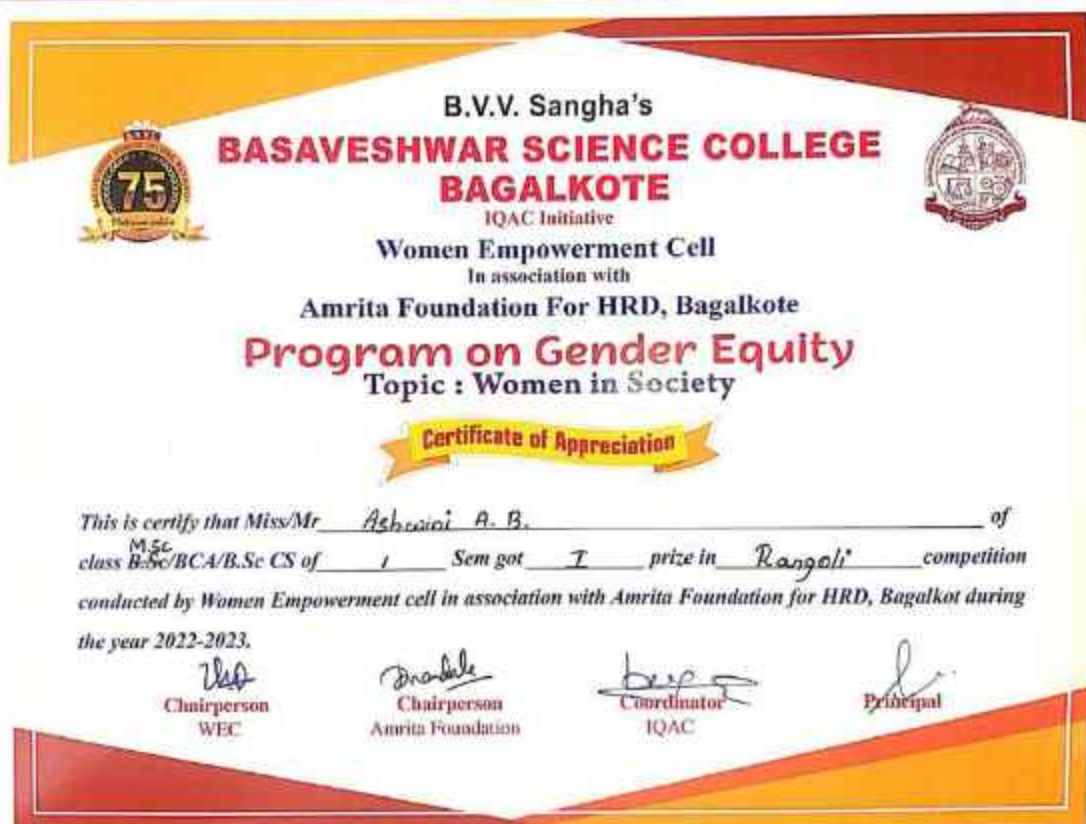 B.V.V. Sangha's
BASAVESHWAR SCIENCE COLLEGE
BAGALKOTE
75
IQAC Initiative
Women Empowerment Cell
In association with
Amrita Foundation For HRD, Bagalkote
Program on Gender Equity
Topic : Women in Society
Certificate of Appreciation
This is certify that Miss/Mr Ashwini A. B. of
M.Sc
class B.Sc/BCA/B.Sc CS of 1 Sem got I prize in Rangoli competition
conducted by Women Empowerment cell in association with Amrita Foundation for HRD, Bagalkot during
the year 2022-2023.
Chairperson
WEC
Chairperson
Amrita Foundation
Coordinator
IQAC
Principal